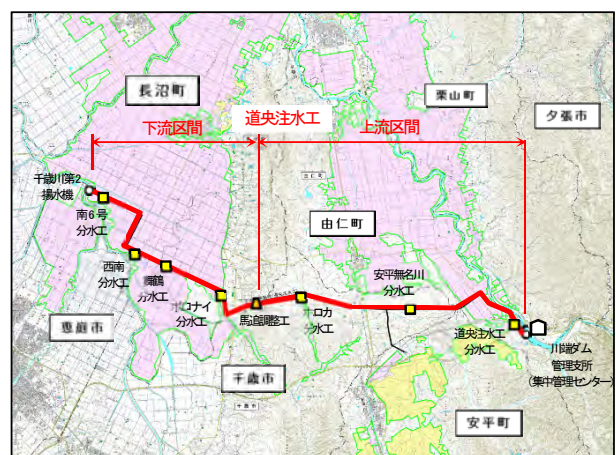 長沼町
道央注水工
栗山町
夕張市
下流区間
上流区間
千歳川第2
揚水機
南6号
分水工
由仁町
西南
分水工
舞鶴
分水工
安平無名川
分水工
ポロナイ
分水工
馬追調整工
ホロカ
分水工
道央注水工
分水工
恵庭市
川端ダム
管理支所
(集中管理センター)
千歳市
安平町